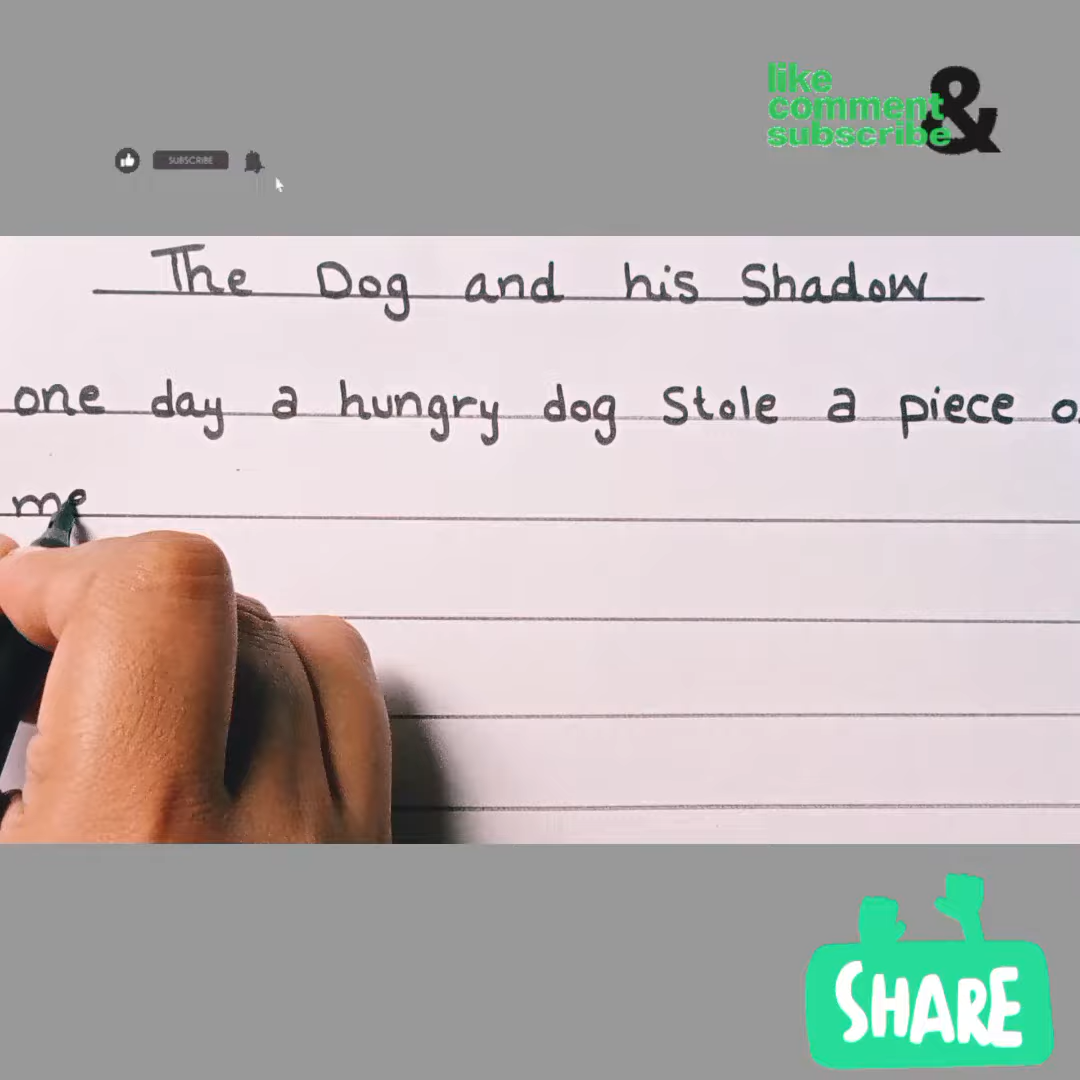 like
comment &
subscribe
SUBSCRIBE
The Dog and his Shadow
one day a hungry dog stole a piece
me
SHARE